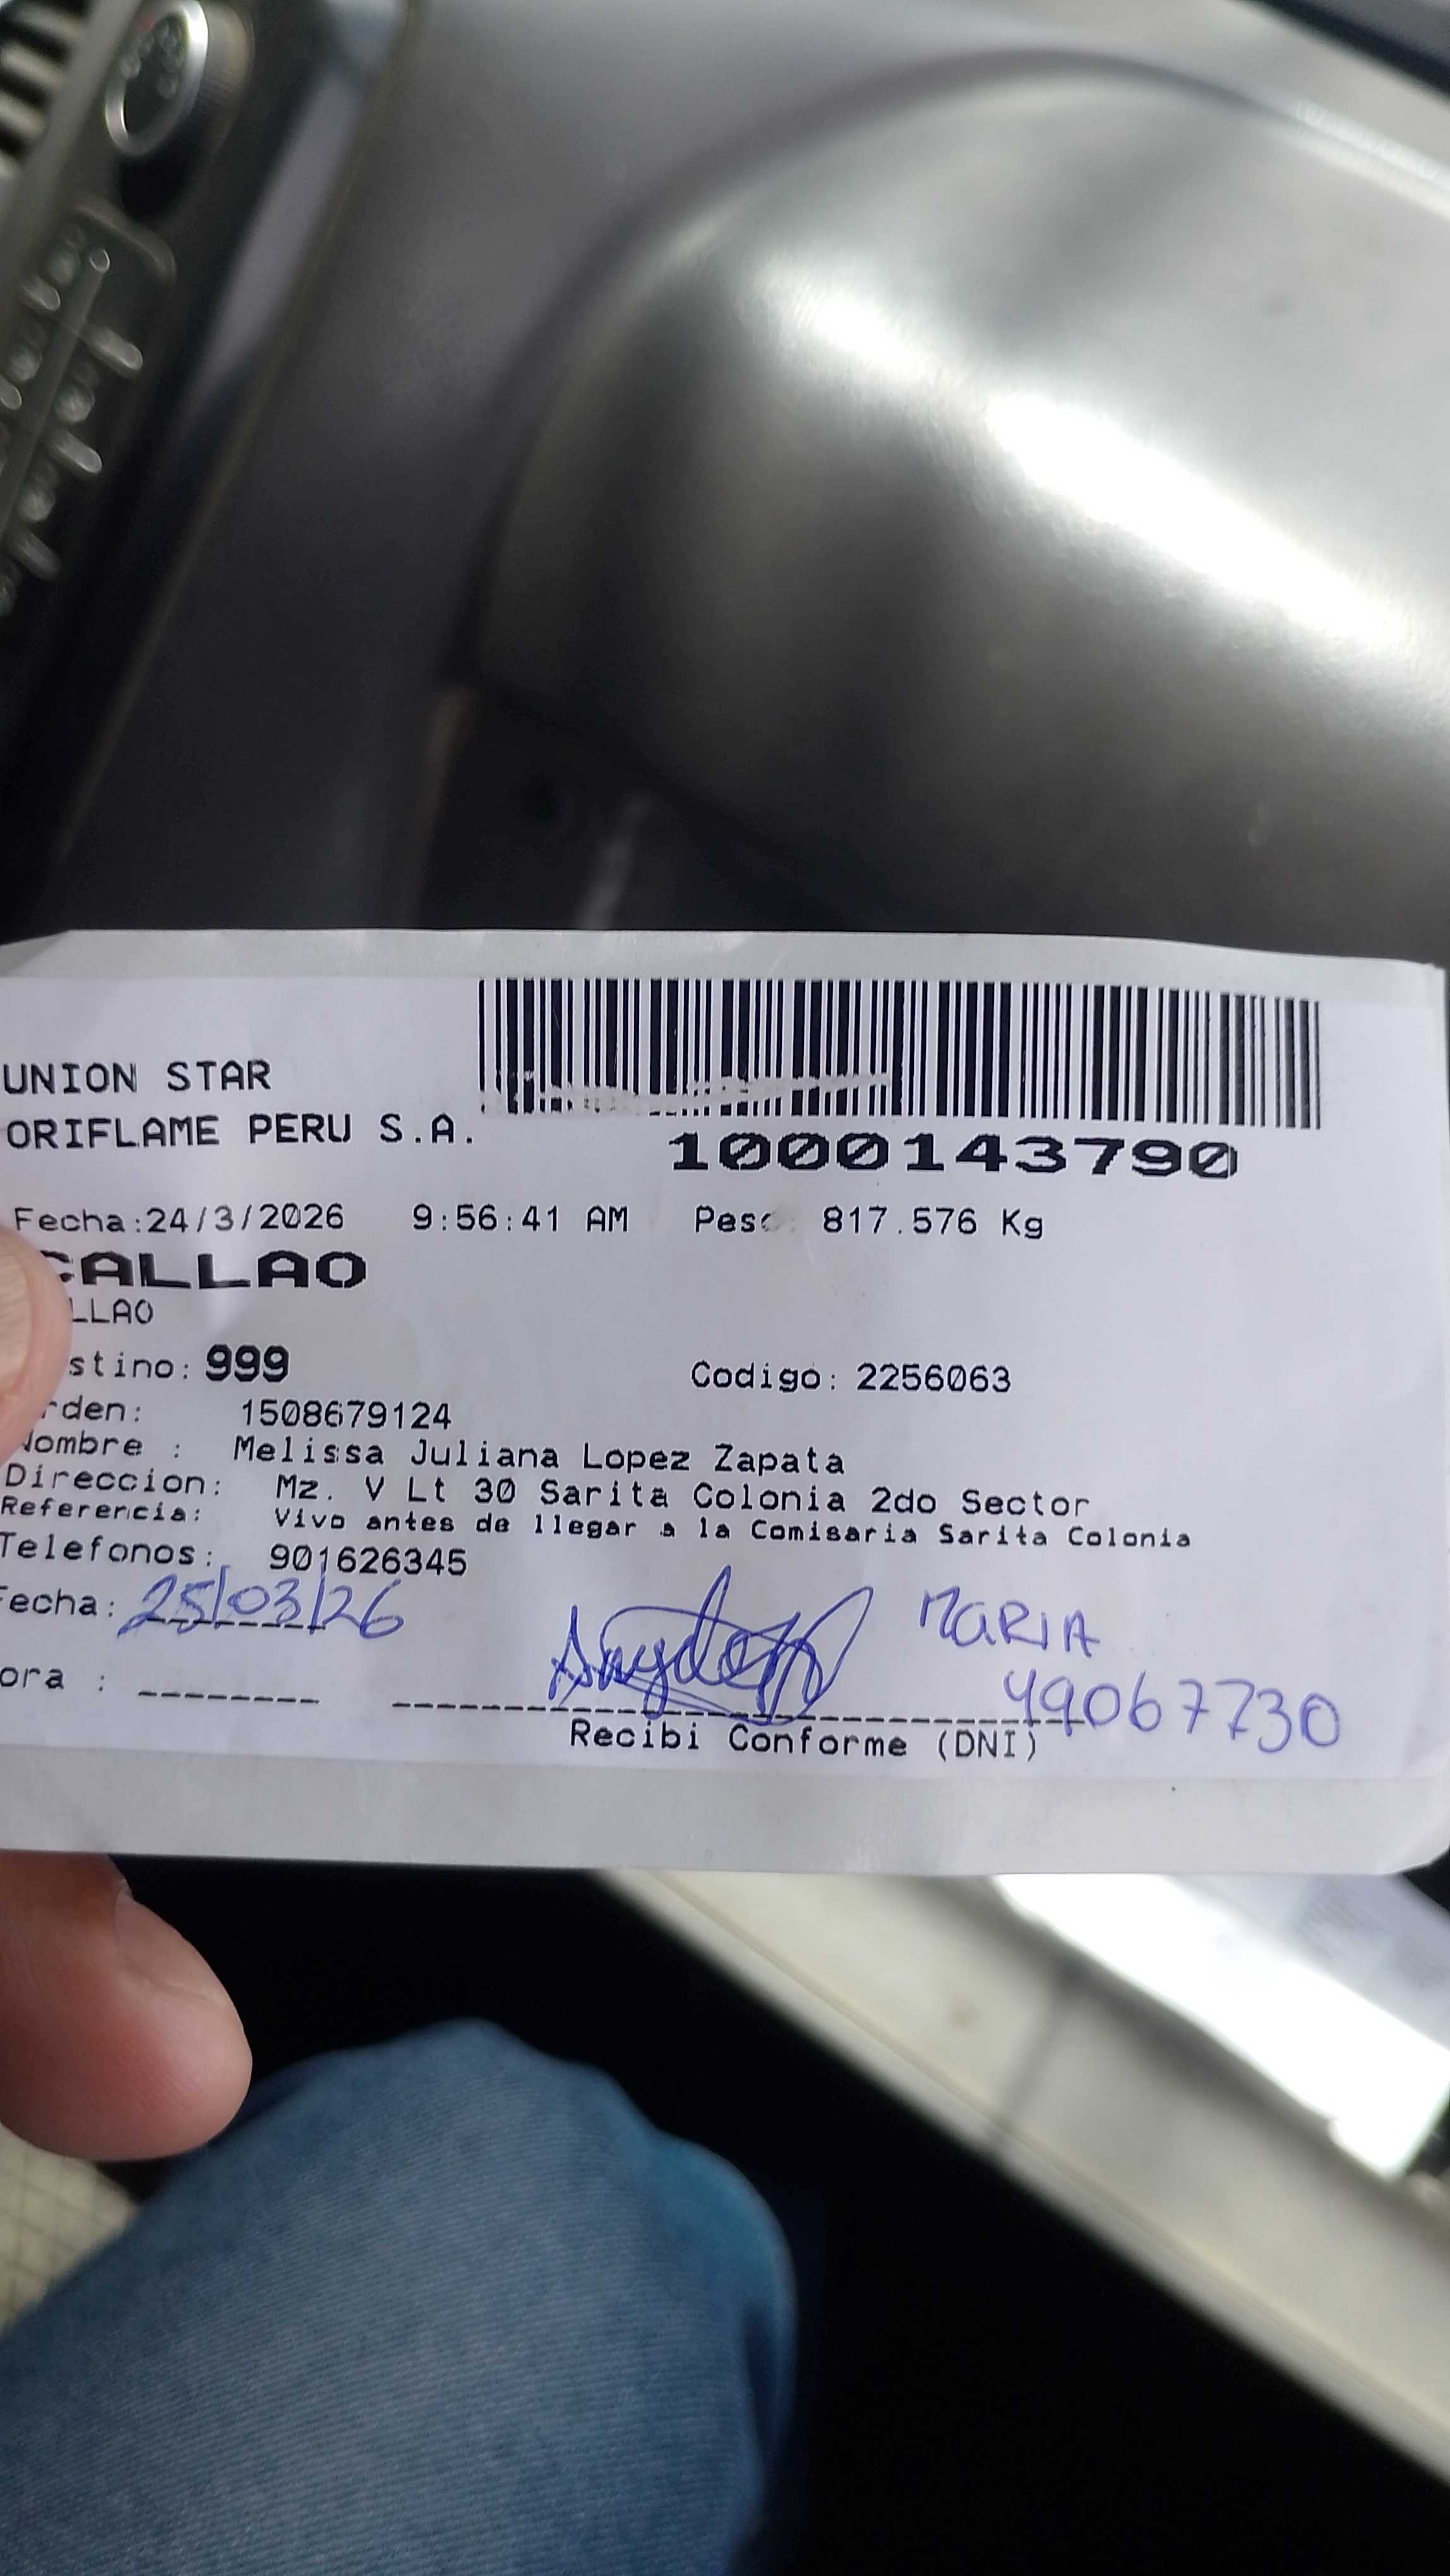 UNION STAR
ORIFLAME PERU S.A.
1000143790
Fecha:24/3/2026 9:56:41 AM Peso: 817.576 Kg
CALLAO
LLAO
stino: 999 Codigo: 2256063
rden: 1508679124
Nombre : Melissa Juliana Lopez Zapata
Direccion: Mz. V Lt 30 Sarita Colonia 2do Sector
Referencia: Vivo antes de llegar a la Comisaria Sarita Colonia
Telefonos: 901626345
Fecha: 25/03/26 MARIA
ora : 49067730
Recibi Conforme (DNI)